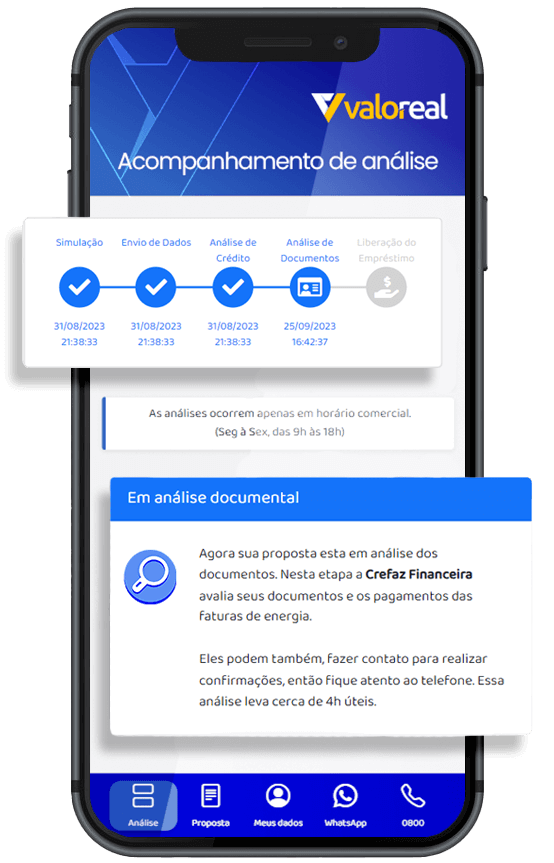 valoreal
Acompanhamento de análise
Simulação
Envio de Dados
Análise de
Crédito
Análise de
Documentos
Liberação do
Empréstimo
31/08/2023
21:38:33
31/08/2023
21:38:33
31/08/2023
21:38:33
25/09/2023
16:42:37
As análises ocorrem apenas em horário comercial.
(Seg à Sex, das 9h às 18h)
Em análise documental
Agora sua proposta esta em análise dos
documentos. Nesta etapa a Crefaz Financeira
avalia seus documentos e os pagamentos das
faturas de energia.
Eles podem também, fazer contato para realizar
confirmações, então fique atento ao telefone. Essa
análise leva cerca de 4h úteis.
Análise
Proposta
Meus dados
WhatsApp
0800